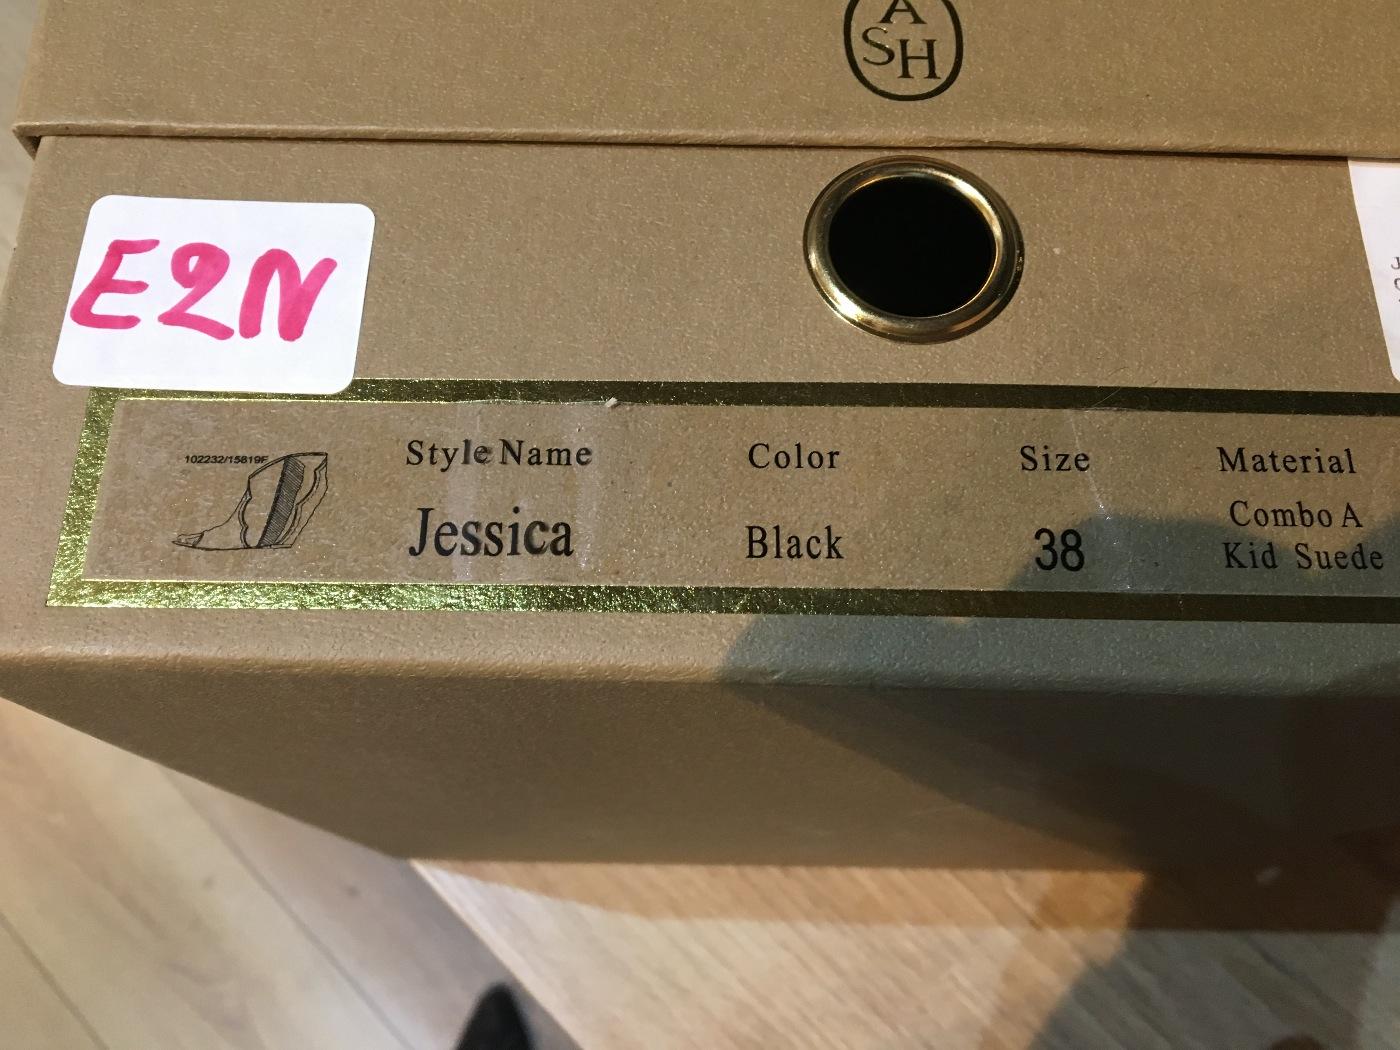 A
SH
E2N
102232/15819F
Style Name Color Size Material
Jessica Black 38 Combo A
Kid Suede